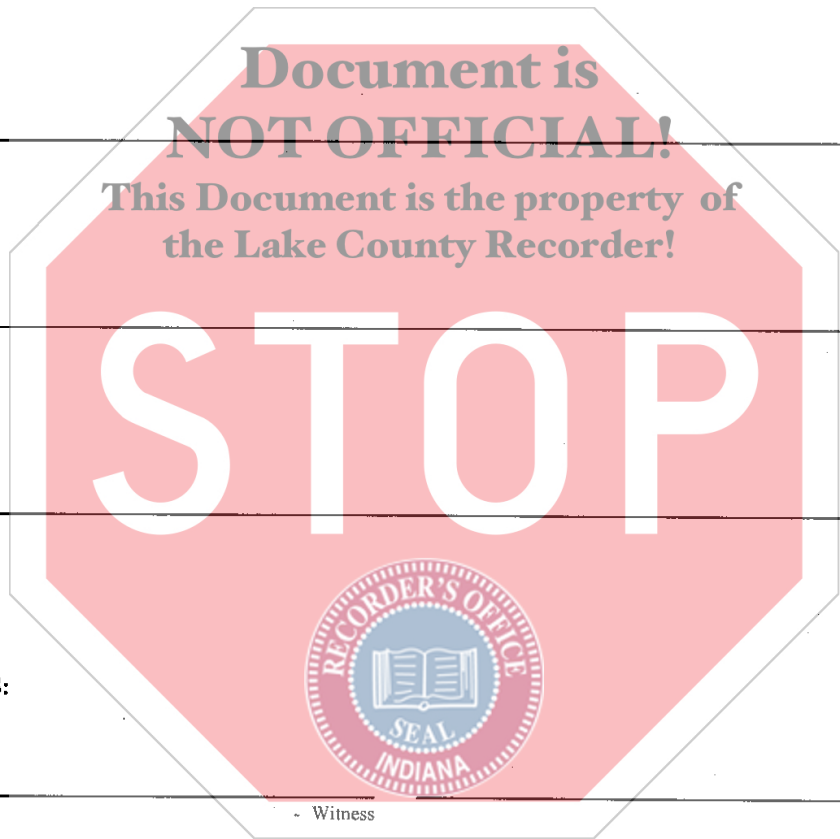 Document is
NOT OFFICIAL!
This Document is the property of
the Lake County Recorder!
STOP
RECORDER'S OFFICE
SEAL
INDIANA
Witness